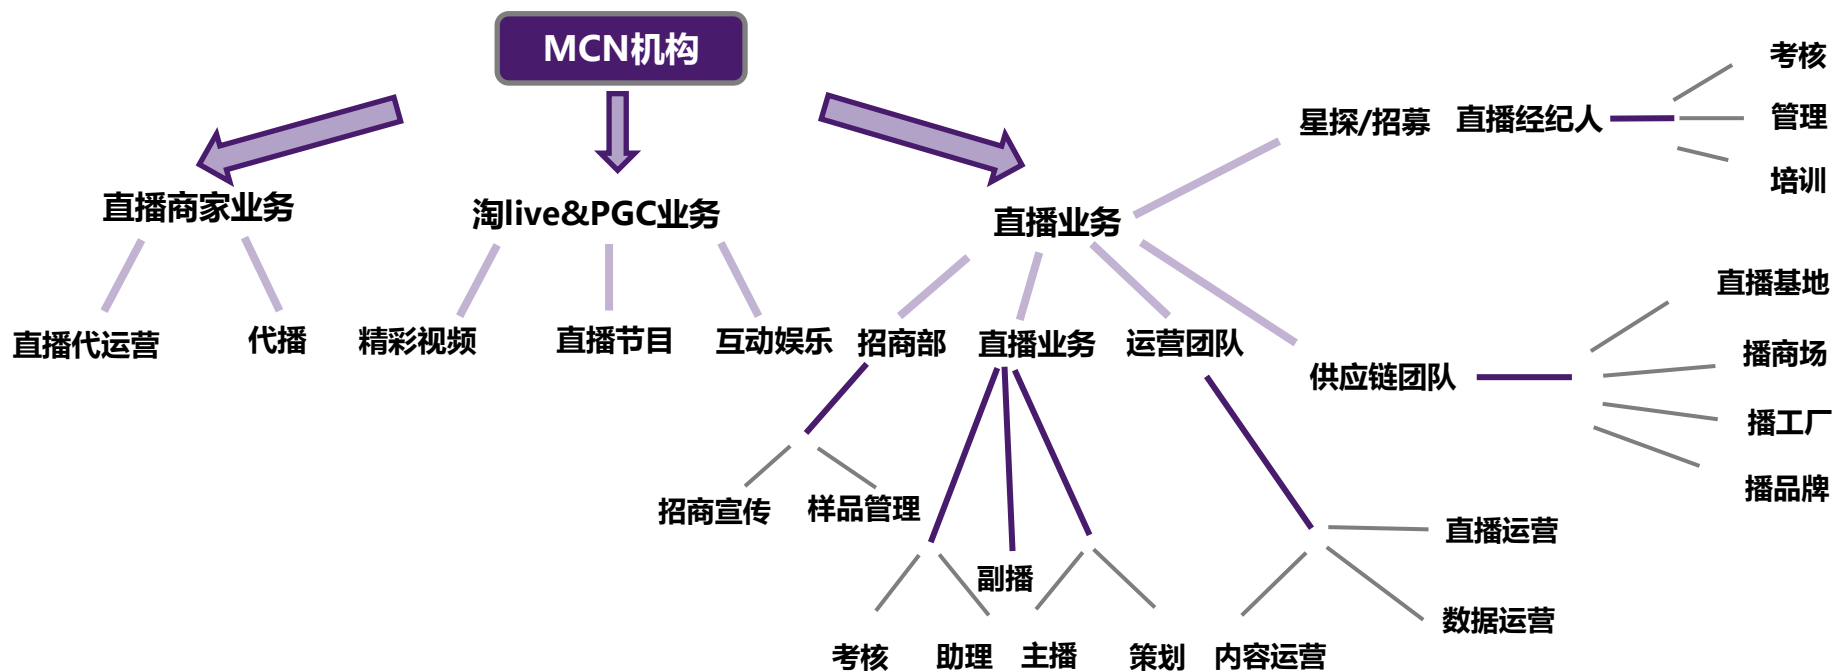 MCN机构
直播商家业务
淘live&PGC业务
直播业务
星探/招募
直播经纪人
考核
管理
培训
直播代运营
代播
精彩视频
直播节目
互动娱乐
招商部
直播业务
运营团队
供应链团队
直播基地
播商场
播工厂
播品牌
招商宣传
样品管理
副播
考核
助理
主播
策划
内容运营
直播运营
数据运营